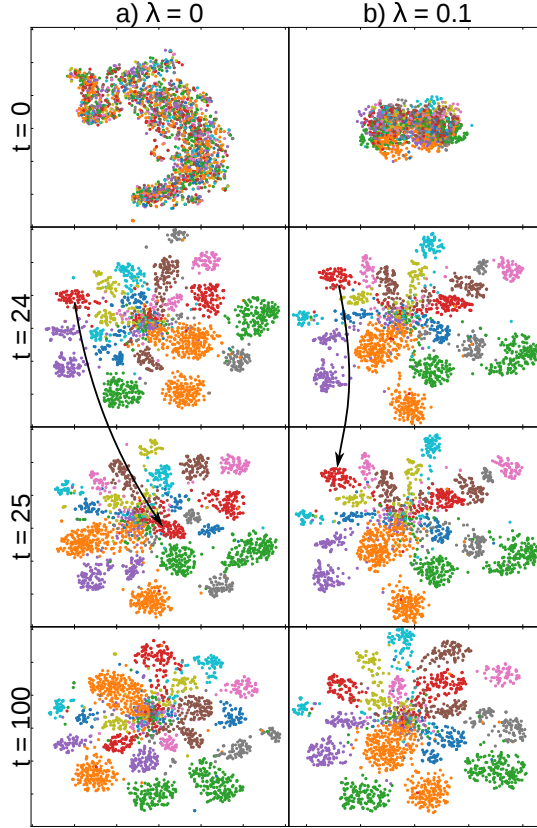 a) λ = 0
b) λ = 0.1
t = 0
t = 24
t = 25
t = 100